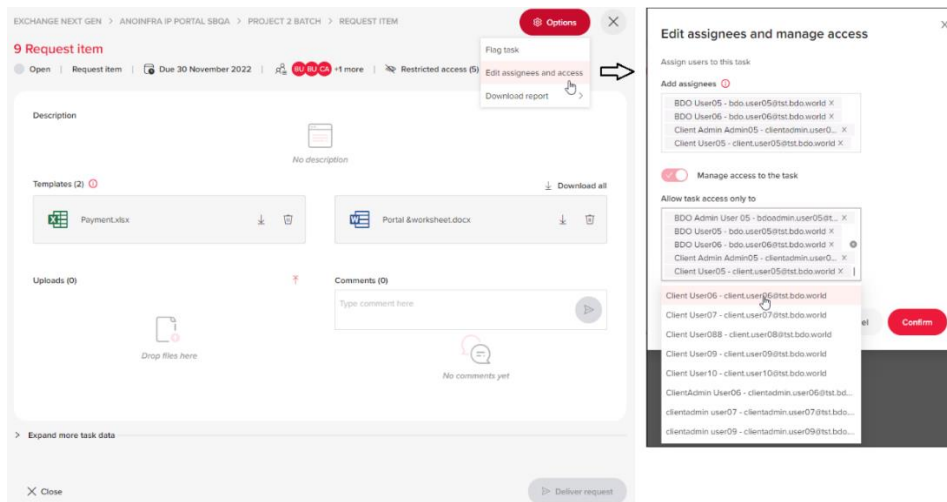 EXCHANGE NEXT GEN > ANOINFRA IP PORTAL SBQA > PROJECT 2 BATCH > REQUEST ITEM
Options
9 Request item
Open | Request item | Due 30 November 2022 | BU BU CA +1 more | Restricted access (5)
Flag task
Edit assignees and access
Download report >
Description
No description
Templates (2)
Download all
Payment.xlsx
Portal &worksheet.docx
Uploads (0)
Comments (0)
Type comment here
Drop files here
No comments yet
> Expand more task data
Close
Deliver request
Edit assignees and manage access
Assign users to this task
Add assignees
BDO User05 - bdo.user05@tst.bdo.world ×
BDO User06 - bdo.user06@tst.bdo.world ×
Client Admin Admin05 - clientadmin.user0... ×
Client User05 - client.user05@tst.bdo.world ×
Manage access to the task
Allow task access only to
BDO Admin User 05 - bdoadmin.user05@t... ×
BDO User05 - bdo.user05@tst.bdo.world ×
BDO User06 - bdo.user06@tst.bdo.world ×
Client Admin Admin05 - clientadmin.user0... ×
Client User05 - client.user05@tst.bdo.world ×
Client User06 - client.user06@tst.bdo.world
Client User07 - client.user07@tst.bdo.world
Client User088 - client.user08@tst.bdo.world
Client User09 - client.user09@tst.bdo.world
Client User10 - client.user10@tst.bdo.world
ClientAdmin User06 - clientadmin.user06@tst.bd...
clientadmin user07 - clientadmin.user07@tst.bd...
clientadmin user09 - clientadmin.user09@tst.bd...
el
Confirm